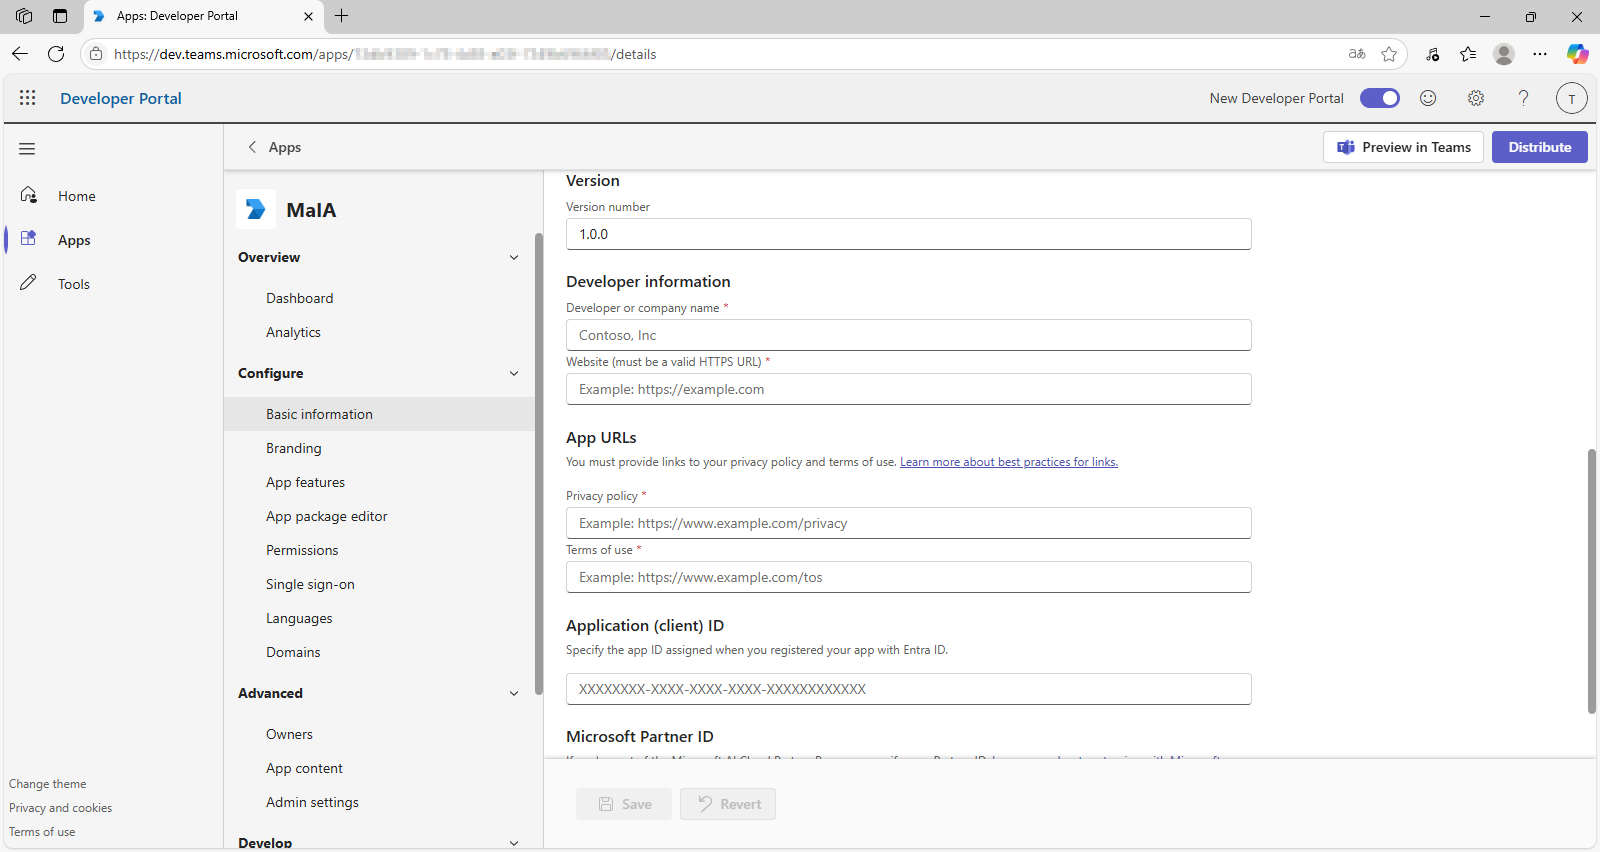 Apps: Developer Portal
https://dev.teams.microsoft.com/apps/
/details
Developer Portal
New Developer Portal
T
Apps
Preview in Teams
Distribute
Home
Apps
Tools
Change theme
Privacy and cookies
Terms of use
MaIA
Overview
Dashboard
Analytics
Configure
Basic information
Branding
App features
App package editor
Permissions
Single sign-on
Languages
Domains
Advanced
Owners
App content
Admin settings
Develop
Version
Version number
1.0.0
Developer information
Developer or company name *
Contoso, Inc
Website (must be a valid HTTPS URL) *
Example: https://example.com
App URLs
You must provide links to your privacy policy and terms of use. Learn more about best practices for links.
Privacy policy *
Example: https://www.example.com/privacy
Terms of use *
Example: https://www.example.com/tos
Application (client) ID
Specify the app ID assigned when you registered your app with Entra ID.
XXXXXXXX-XXXX-XXXX-XXXX-XXXXXXXXXXXX
Microsoft Partner ID
Save
Revert